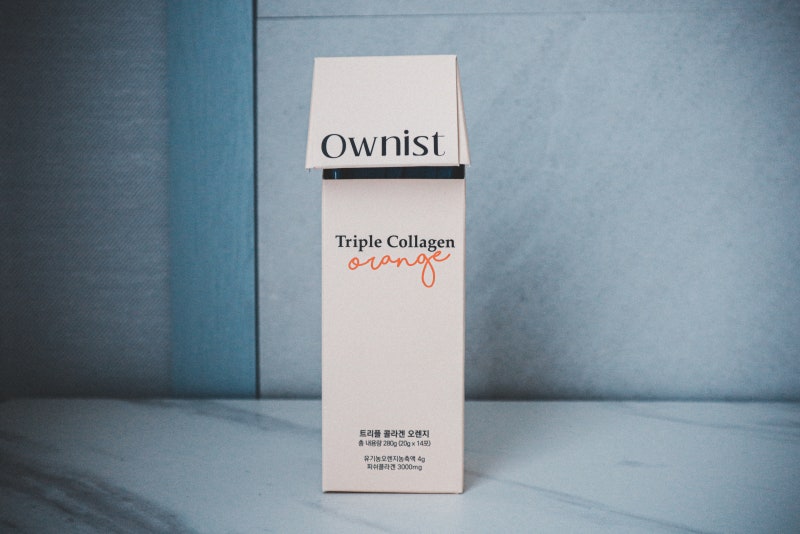 Ownist
Triple Collagen
orange
트리플 콜라겐 오렌지
총 내용량 280g (20g x 14포)
유기농오렌지농축액 4g
피쉬콜라겐 3000mg